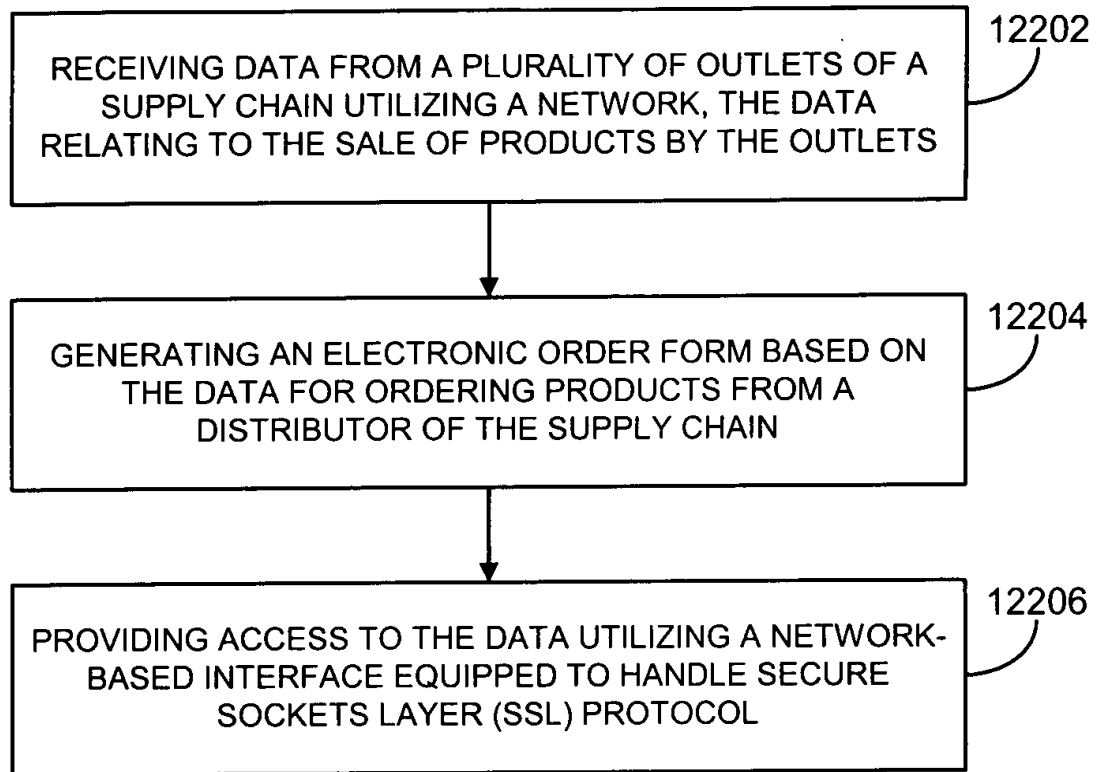 12202
RECEIVING DATA FROM A PLURALITY OF OUTLETS OF A
SUPPLY CHAIN UTILIZING A NETWORK, THE DATA
RELATING TO THE SALE OF PRODUCTS BY THE OUTLETS
12204
GENERATING AN ELECTRONIC ORDER FORM BASED ON
THE DATA FOR ORDERING PRODUCTS FROM A
DISTRIBUTOR OF THE SUPPLY CHAIN
12206
PROVIDING ACCESS TO THE DATA UTILIZING A NETWORK-
BASED INTERFACE EQUIPPED TO HANDLE SECURE
SOCKETS LAYER (SSL) PROTOCOL